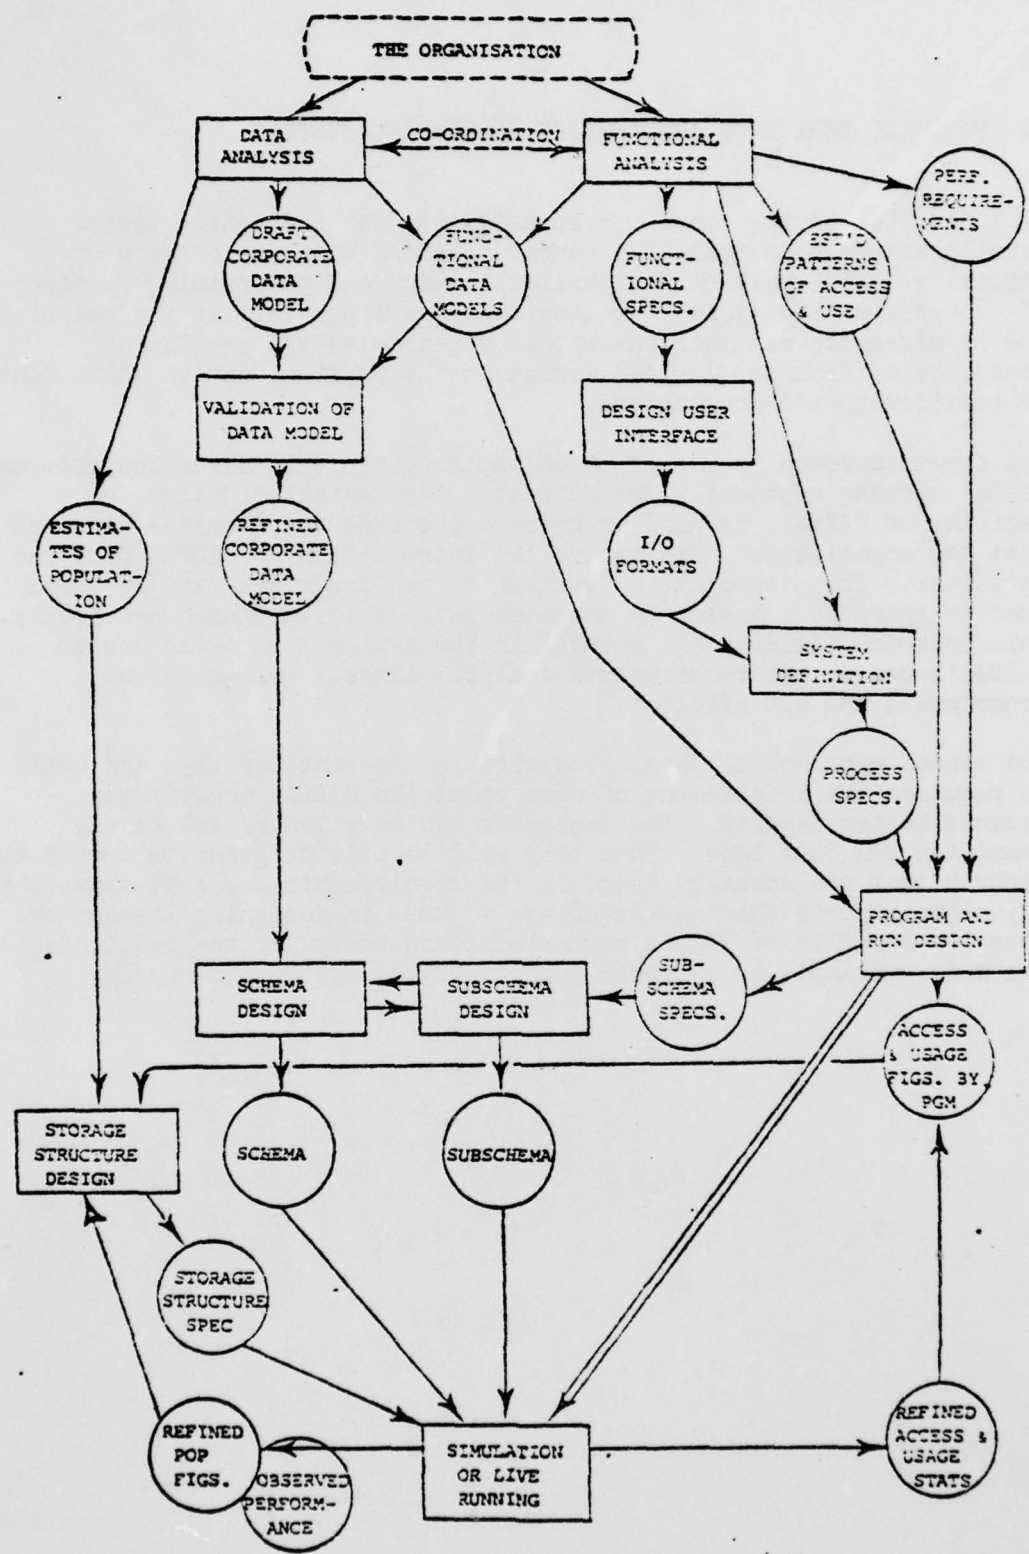 THE ORGANISATION
DATA
ANALYSIS
CO-ORDINATION
FUNCTIONAL
ANALYSIS
PERF.
REQUIRE-
MENTS
DRAFT
CORPORATE
DATA
MODEL
FUNC-
TIONAL
DATA
MODELS
FUNCT-
IONAL
SPECS.
EST'D
PATTERNS
OF ACCESS
& USE
VALIDATION OF
DATA MODEL
DESIGN USER
INTERFACE
ESTIMA-
TES OF
POPULAT-
ION
REFINED
CORPORATE
DATA
MODEL
I/O
FORMATS
SYSTEM
DEFINITION
PROCESS
SPECS.
PROGRAM AND
RUN DESIGN
SCHEMA
DESIGN
SUBSCHEMA
DESIGN
SUB-
SCHEMA
SPECS.
ACCESS
& USAGE
FIGS. BY
PGM
STORAGE
STRUCTURE
DESIGN
SCHEMA
SUBSCHEMA
STORAGE
STRUCTURE
SPEC
REFINED
POP
FIGS.
OBSERVED
PERFORM-
ANCE
SIMULATION
OR LIVE
RUNNING
REFINED
ACCESS &
USAGE
STATS